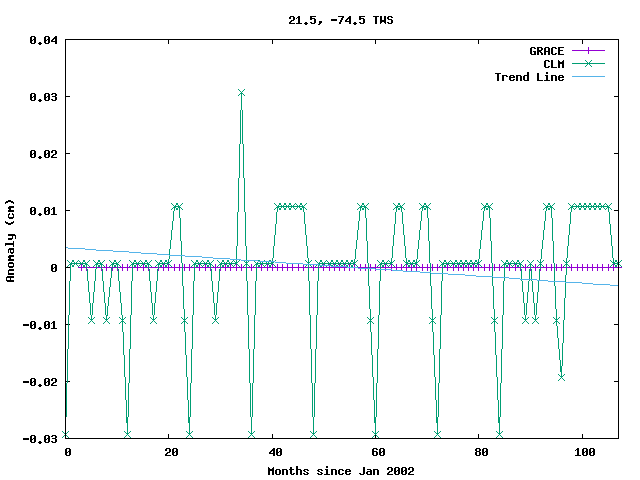 21.5, -74.5 TWS
GRACE
CLM
Trend Line
0.04
0.03
0.02
0.01
0
-0.01
-0.02
-0.03
Anomaly (cm)
0 20 40 60 80 100
Months since Jan 2002